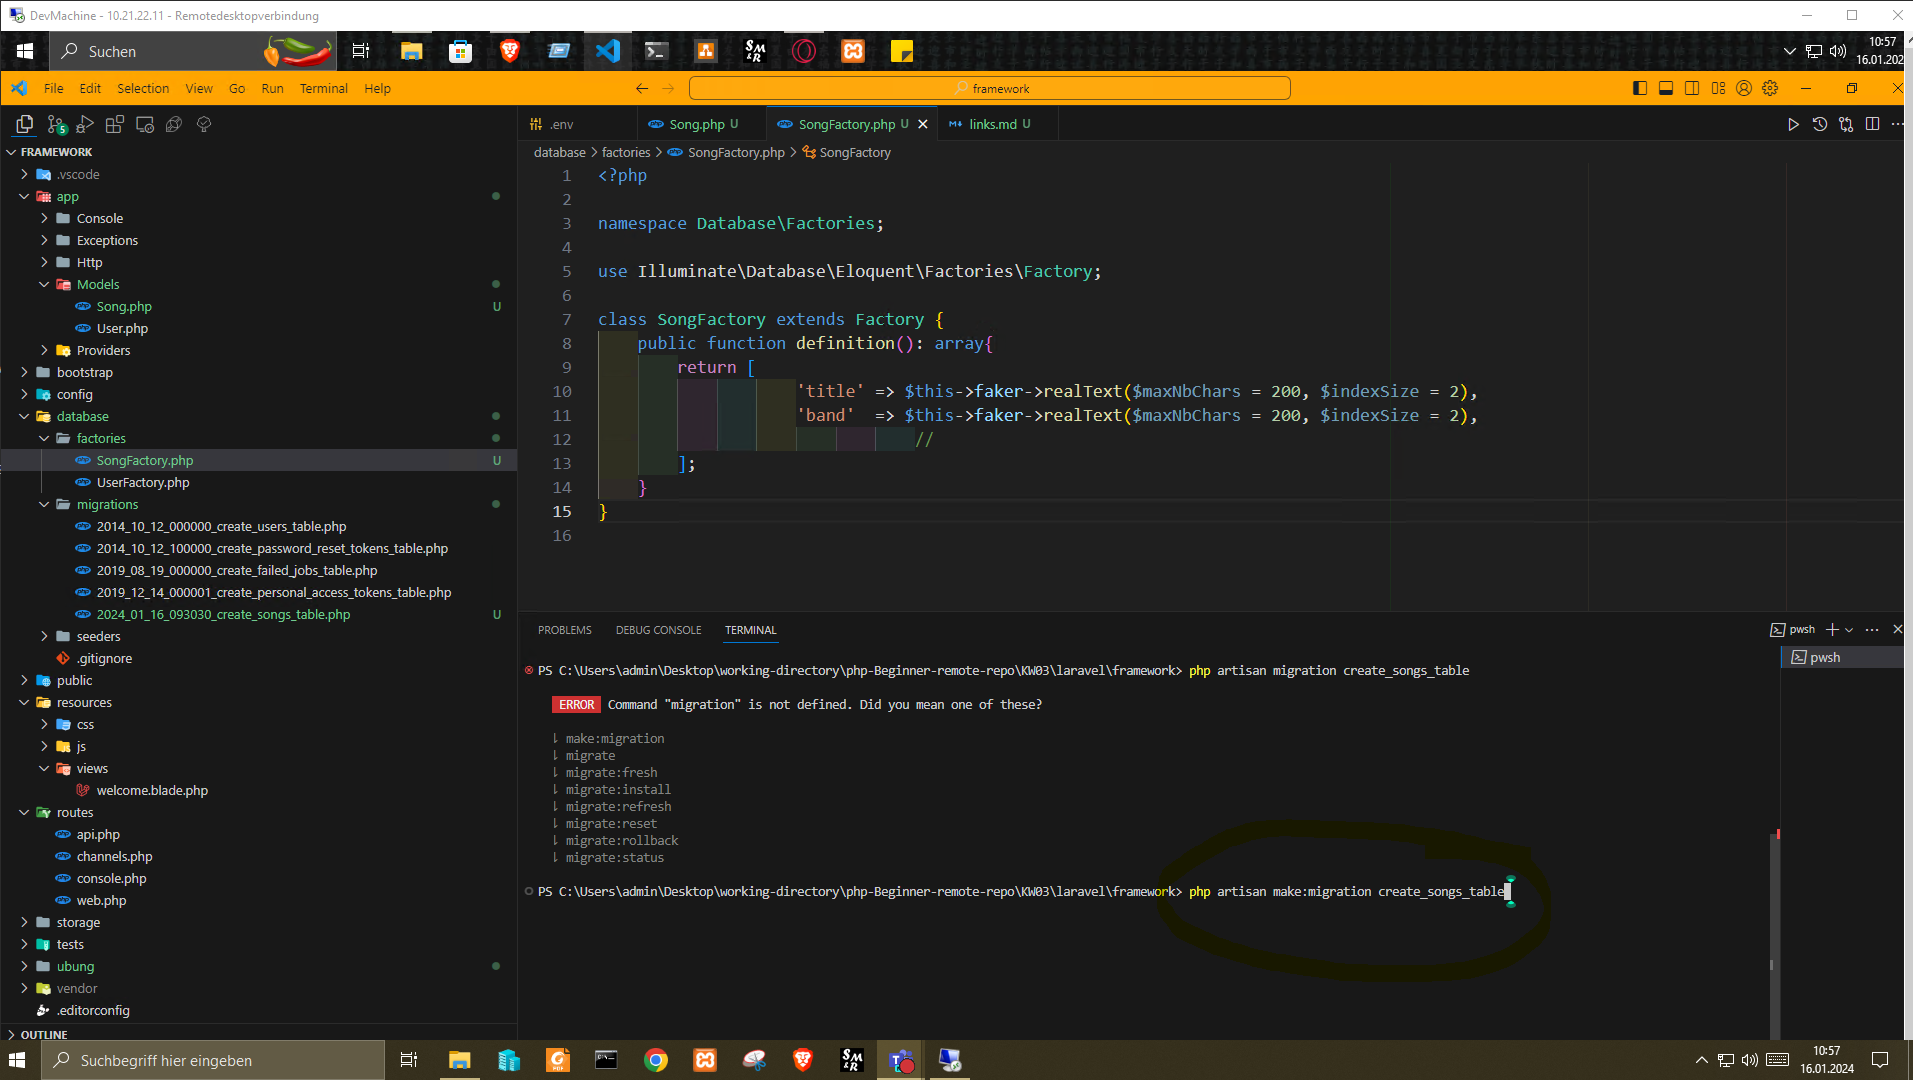 DevMachine - 10.21.22.11 - Remotedesktopverbindung
Suchen
10:57
16.01.202
File Edit Selection View Go Run Terminal Help
framework
5
.env
Song.php U
SongFactory.php U
links.md U
FRAMEWORK
database > factories > SongFactory.php > SongFactory
.vscode
app
Console
Exceptions
Http
Models
Song.php U
User.php
Providers
bootstrap
config
database
factories
SongFactory.php U
UserFactory.php
migrations
2014_10_12_000000_create_users_table.php
2014_10_12_100000_create_password_reset_tokens_table.php
2019_08_19_000000_create_failed_jobs_table.php
2019_12_14_000001_create_personal_access_tokens_table.php
2024_01_16_093030_create_songs_table.php U
seeders
.gitignore
public
resources
css
js
views
welcome.blade.php
routes
api.php
channels.php
console.php
web.php
storage
tests
ubung
vendor
.editorconfig
OUTLINE
1 <?php
2
3 namespace Database\Factories;
4
5 use Illuminate\Database\Eloquent\Factories\Factory;
6
7 class SongFactory extends Factory {
8 public function definition(): array{
9 return [
10 'title' => $this->faker->realText($maxNbChars = 200, $indexSize = 2),
11 'band' => $this->faker->realText($maxNbChars = 200, $indexSize = 2),
12 //
13 ];
14 }
15 }
16
PROBLEMS DEBUG CONSOLE TERMINAL
pwsh
pwsh
PS C:\Users\admin\Desktop\working-directory\php-Beginner-remote-repo\KW03\laravel\framework> php artisan migration create_songs_table
ERROR Command "migration" is not defined. Did you mean one of these?
⇂ make:migration
⇂ migrate
⇂ migrate:fresh
⇂ migrate:install
⇂ migrate:refresh
⇂ migrate:reset
⇂ migrate:rollback
⇂ migrate:status
PS C:\Users\admin\Desktop\working-directory\php-Beginner-remote-repo\KW03\laravel\framework> php artisan make:migration create_songs_table
Suchbegriff hier eingeben
10:57
16.01.2024